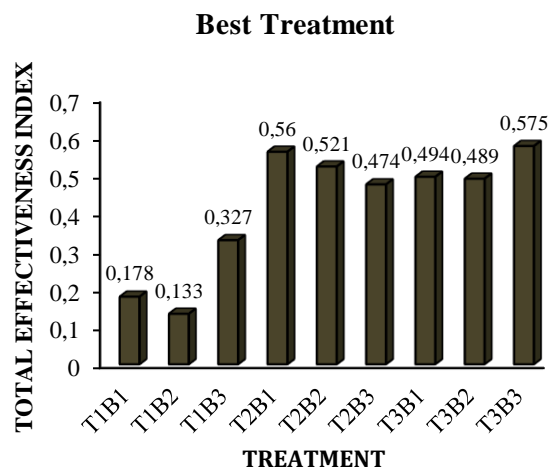 Best Treatment
TOTAL EFFECTIVENESS INDEX
0,7
0,6
0,5
0,4
0,3
0,2
0,1
0
0,178
0,133
0,327
0,56
0,521
0,474
0,494
0,489
0,575
T1B1
T1B2
T1B3
T2B1
T2B2
T2B3
T3B1
T3B2
T3B3
TREATMENT